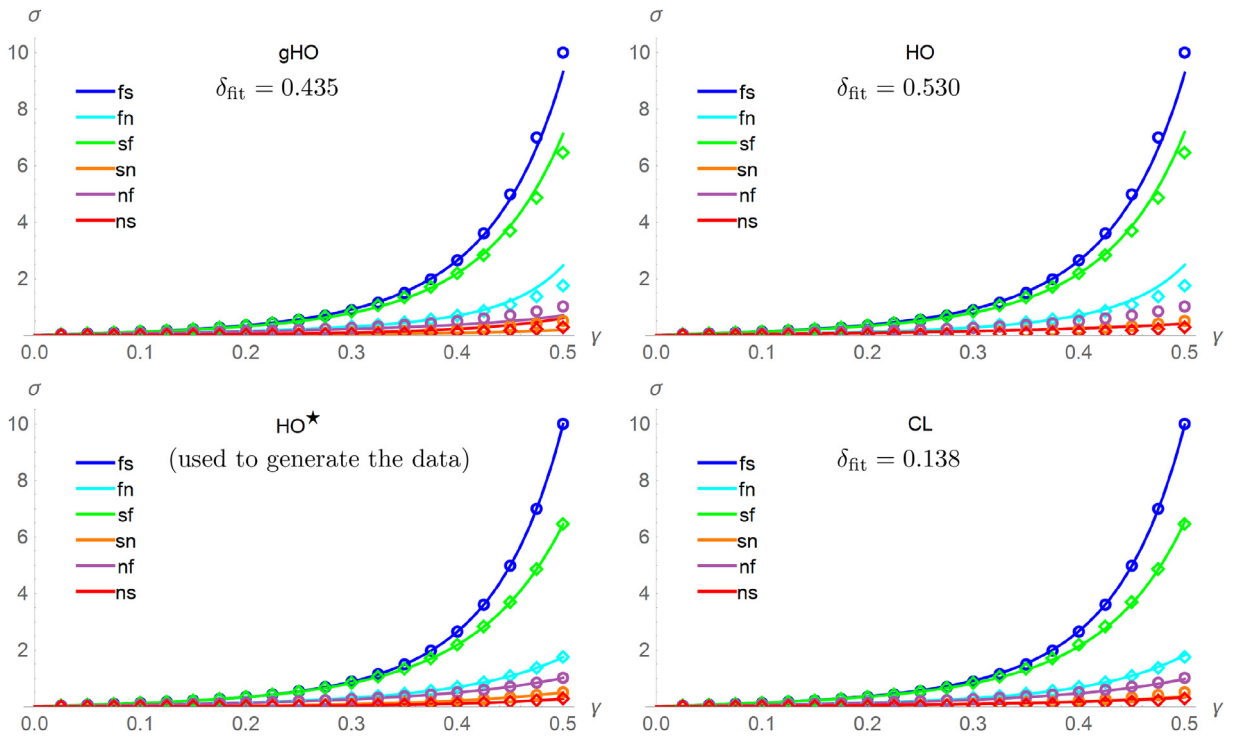 σ
gHO
δfit = 0.435
10
8
6
4
2
fs
fn
sf
sn
nf
ns
0.0 0.1 0.2 0.3 0.4 0.5 γ
σ
HO
δfit = 0.530
10
8
6
4
2
fs
fn
sf
sn
nf
ns
0.0 0.1 0.2 0.3 0.4 0.5 γ
σ
HO★
(used to generate the data)
10
8
6
4
2
fs
fn
sf
sn
nf
ns
0.0 0.1 0.2 0.3 0.4 0.5 γ
σ
CL
δfit = 0.138
10
8
6
4
2
fs
fn
sf
sn
nf
ns
0.0 0.1 0.2 0.3 0.4 0.5 γ